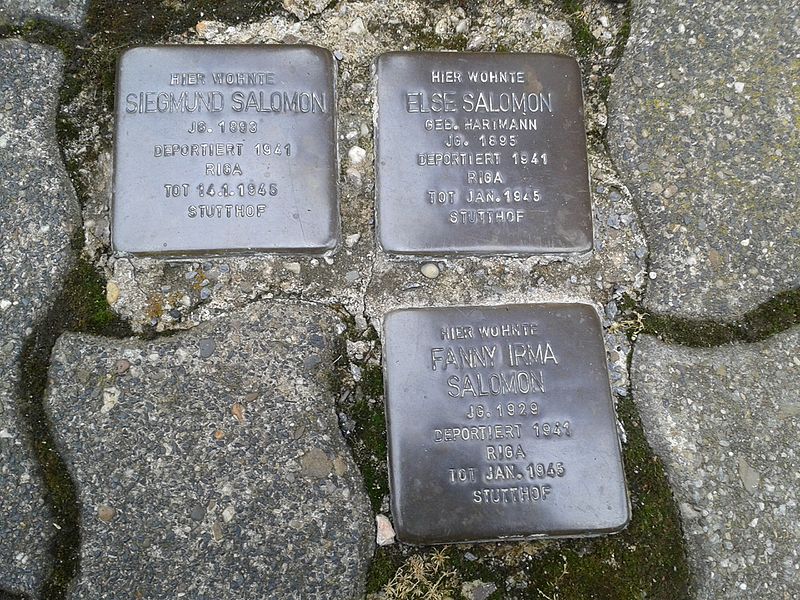 HIER WOHNTE
SIEGMUND SALOMON
JG. 1893
DEPORTIERT 1941
RIGA
TOT 14.1.1945
STUTTHOF
HIER WOHNTE
ELSE SALOMON
GEB. HARTMANN
JG. 1895
DEPORTIERT 1941
RIGA
TOT JAN. 1945
STUTTHOF
HIER WOHNTE
FANNY IRMA
SALOMON
JG. 1929
DEPORTIERT 1941
RIGA
TOT JAN. 1945
STUTTHOF